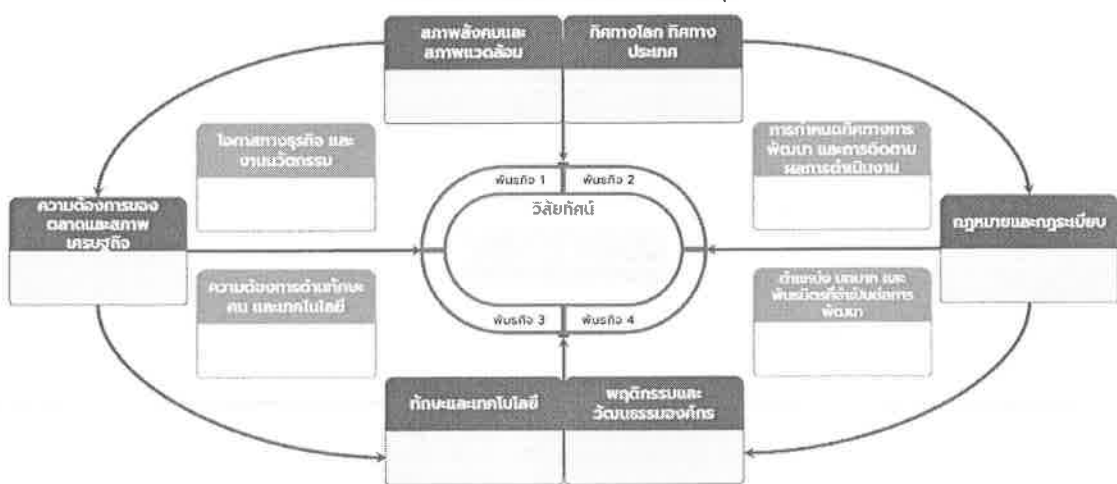 สภาพสังคมและ
สภาพแวดล้อม
ทิศทางโลก ทิศทาง
ประเทศ
โอกาสทางธุรกิจ และ
งานนวัตกรรม
การกำหนดทิศทางการ
พัฒนา และการติดตาม
ผลการดำเนินงาน
พันธกิจ 1
พันธกิจ 2
วิสัยทัศน์
ความต้องการของ
ตลาดและสภาพ
เศรษฐกิจ
กฎหมายและกฎระเบียบ
ความต้องการด้านทักษะ
คน และเทคโนโลยี
ตำแหน่ง บทบาท และ
พันธมิตรที่จำเป็นต่อการ
พัฒนา
พันธกิจ 3
พันธกิจ 4
ทักษะและเทคโนโลยี
พฤติกรรมและ
วัฒนธรรมองค์กร